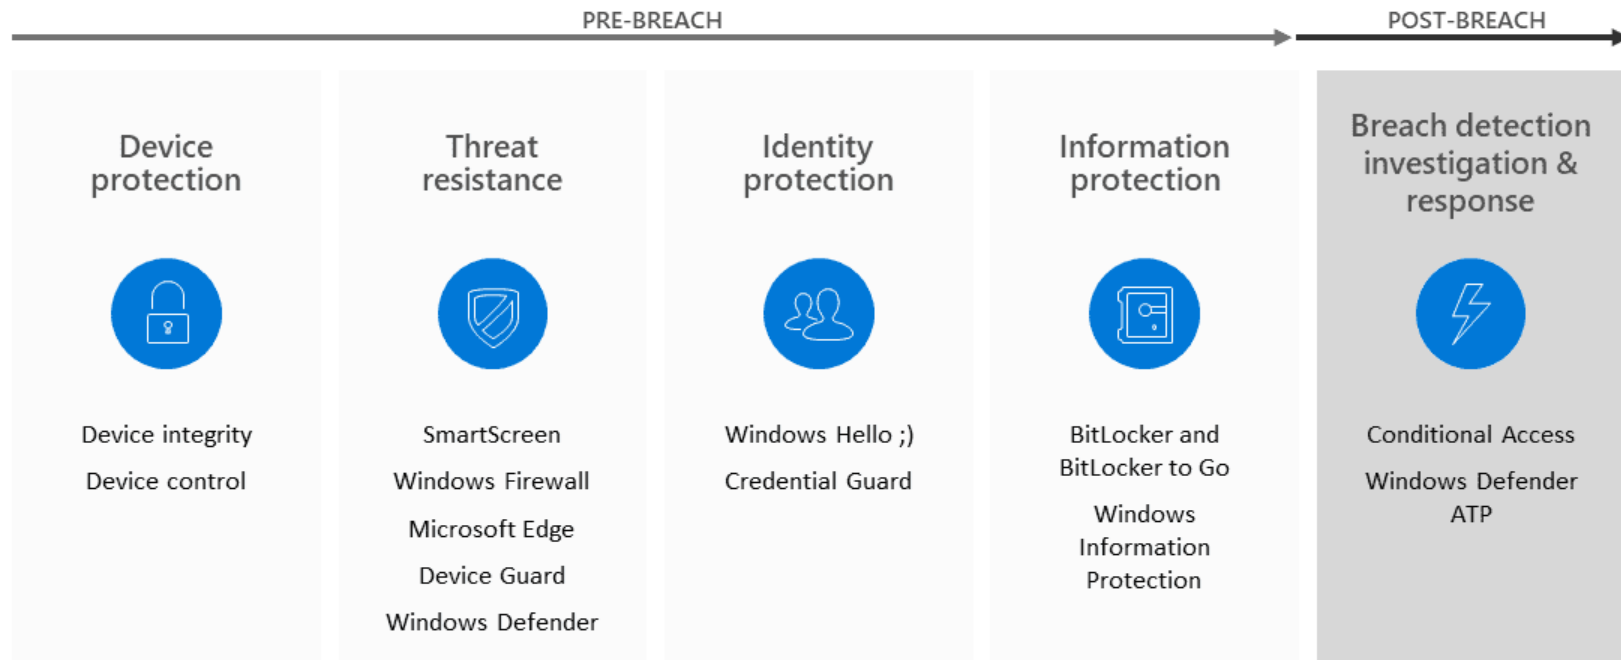 PRE-BREACH
POST-BREACH
Device
protection
Device integrity
Device control
Threat
resistance
SmartScreen
Windows Firewall
Microsoft Edge
Device Guard
Windows Defender
Identity
protection
Windows Hello ;)
Credential Guard
Information
protection
BitLocker and
BitLocker to Go
Windows
Information
Protection
Breach detection
investigation &
response
Conditional Access
Windows Defender
ATP